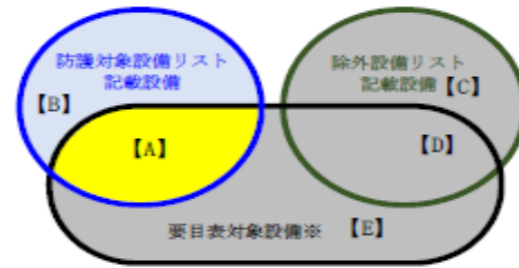 防護対象設備リスト
記載設備
【B】
【A】
除外設備リスト
記載設備【C】
【D】
要目表対象設備※ 【E】